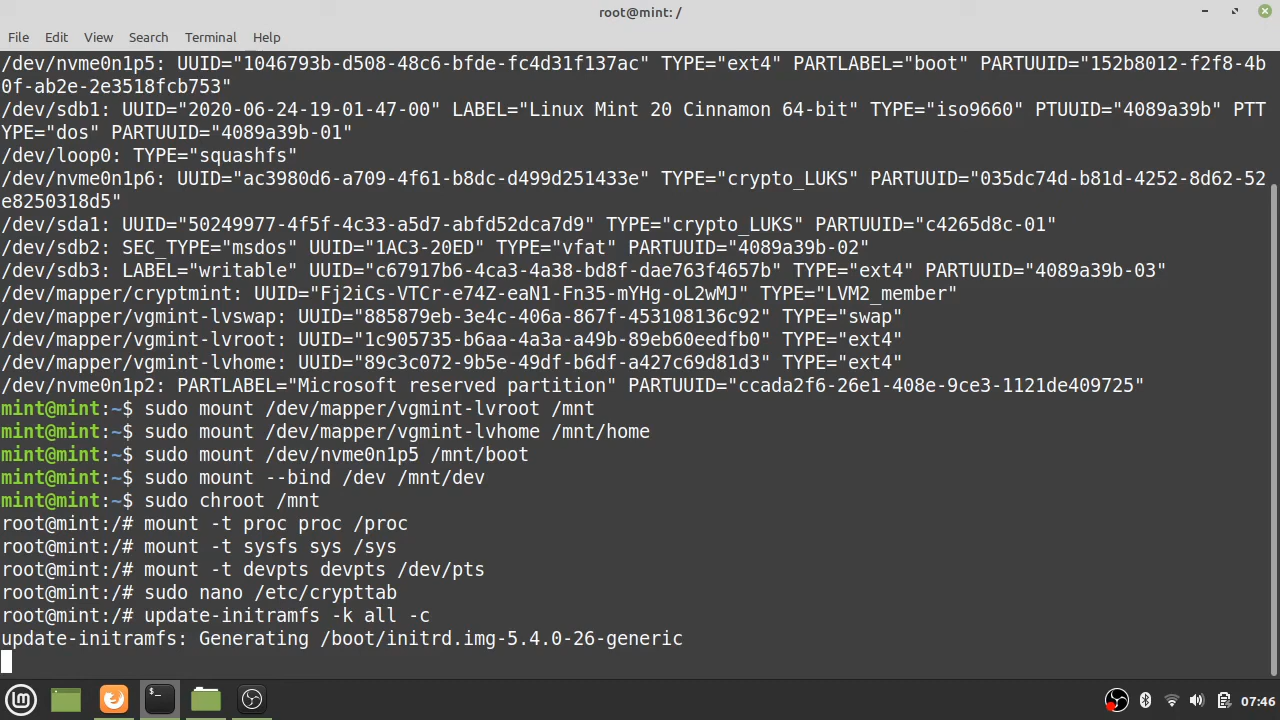 root@mint: /
File Edit View Search Terminal Help
/dev/nvme0n1p5: UUID="1046793b-d508-48c6-bfde-fc4d31f137ac" TYPE="ext4" PARTLABEL="boot" PARTUUID="152b8012-f2f8-4b
0f-ab2e-2e3518fcb753"
/dev/sdb1: UUID="2020-06-24-19-01-47-00" LABEL="Linux Mint 20 Cinnamon 64-bit" TYPE="iso9660" PTUUID="4089a39b" PTT
YPE="dos" PARTUUID="4089a39b-01"
/dev/loop0: TYPE="squashfs"
/dev/nvme0n1p6: UUID="ac3980d6-a709-4f61-b8dc-d499d251433e" TYPE="crypto_LUKS" PARTUUID="035dc74d-b81d-4252-8d62-52
e8250318d5"
/dev/sda1: UUID="50249977-4f5f-4c33-a5d7-abfd52dca7d9" TYPE="crypto_LUKS" PARTUUID="c4265d8c-01"
/dev/sdb2: SEC_TYPE="msdos" UUID="1AC3-20ED" TYPE="vfat" PARTUUID="4089a39b-02"
/dev/sdb3: LABEL="writable" UUID="c67917b6-4ca3-4a38-bd8f-dae763f4657b" TYPE="ext4" PARTUUID="4089a39b-03"
/dev/mapper/cryptmint: UUID="Fj2iCs-VTCr-e74Z-eaN1-Fn35-mYHg-oL2wMJ" TYPE="LVM2_member"
/dev/mapper/vgmint-lvswap: UUID="885879eb-3e4c-406a-867f-453108136c92" TYPE="swap"
/dev/mapper/vgmint-lvroot: UUID="1c905735-b6aa-4a3a-a49b-89eb60eedfb0" TYPE="ext4"
/dev/mapper/vgmint-lvhome: UUID="89c3c072-9b5e-49df-b6df-a427c69d81d3" TYPE="ext4"
/dev/nvme0n1p2: PARTLABEL="Microsoft reserved partition" PARTUUID="ccada2f6-26e1-408e-9ce3-1121de409725"
mint@mint:~$ sudo mount /dev/mapper/vgmint-lvroot /mnt
mint@mint:~$ sudo mount /dev/mapper/vgmint-lvhome /mnt/home
mint@mint:~$ sudo mount /dev/nvme0n1p5 /mnt/boot
mint@mint:~$ sudo mount --bind /dev /mnt/dev
mint@mint:~$ sudo chroot /mnt
root@mint:/# mount -t proc proc /proc
root@mint:/# mount -t sysfs sys /sys
root@mint:/# mount -t devpts devpts /dev/pts
root@mint:/# sudo nano /etc/crypttab
root@mint:/# update-initramfs -k all -c
update-initramfs: Generating /boot/initrd.img-5.4.0-26-generic
07:46